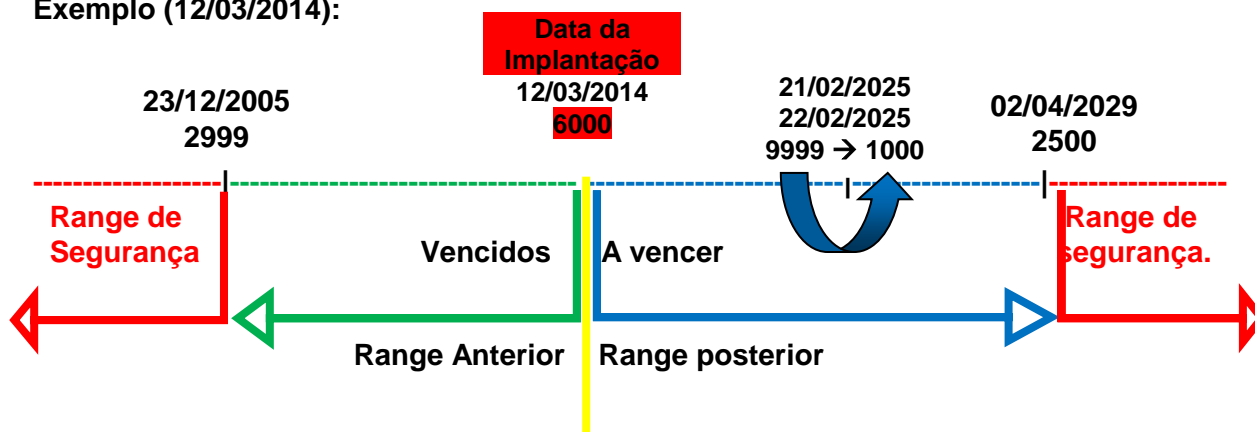 Exemplo (12/03/2014):
Data da
Implantação
12/03/2014
6000
23/12/2005
2999
21/02/2025
22/02/2025
9999 → 1000
02/04/2029
2500
Range de
Segurança
Vencidos
A vencer
Range de
segurança.
Range Anterior
Range posterior